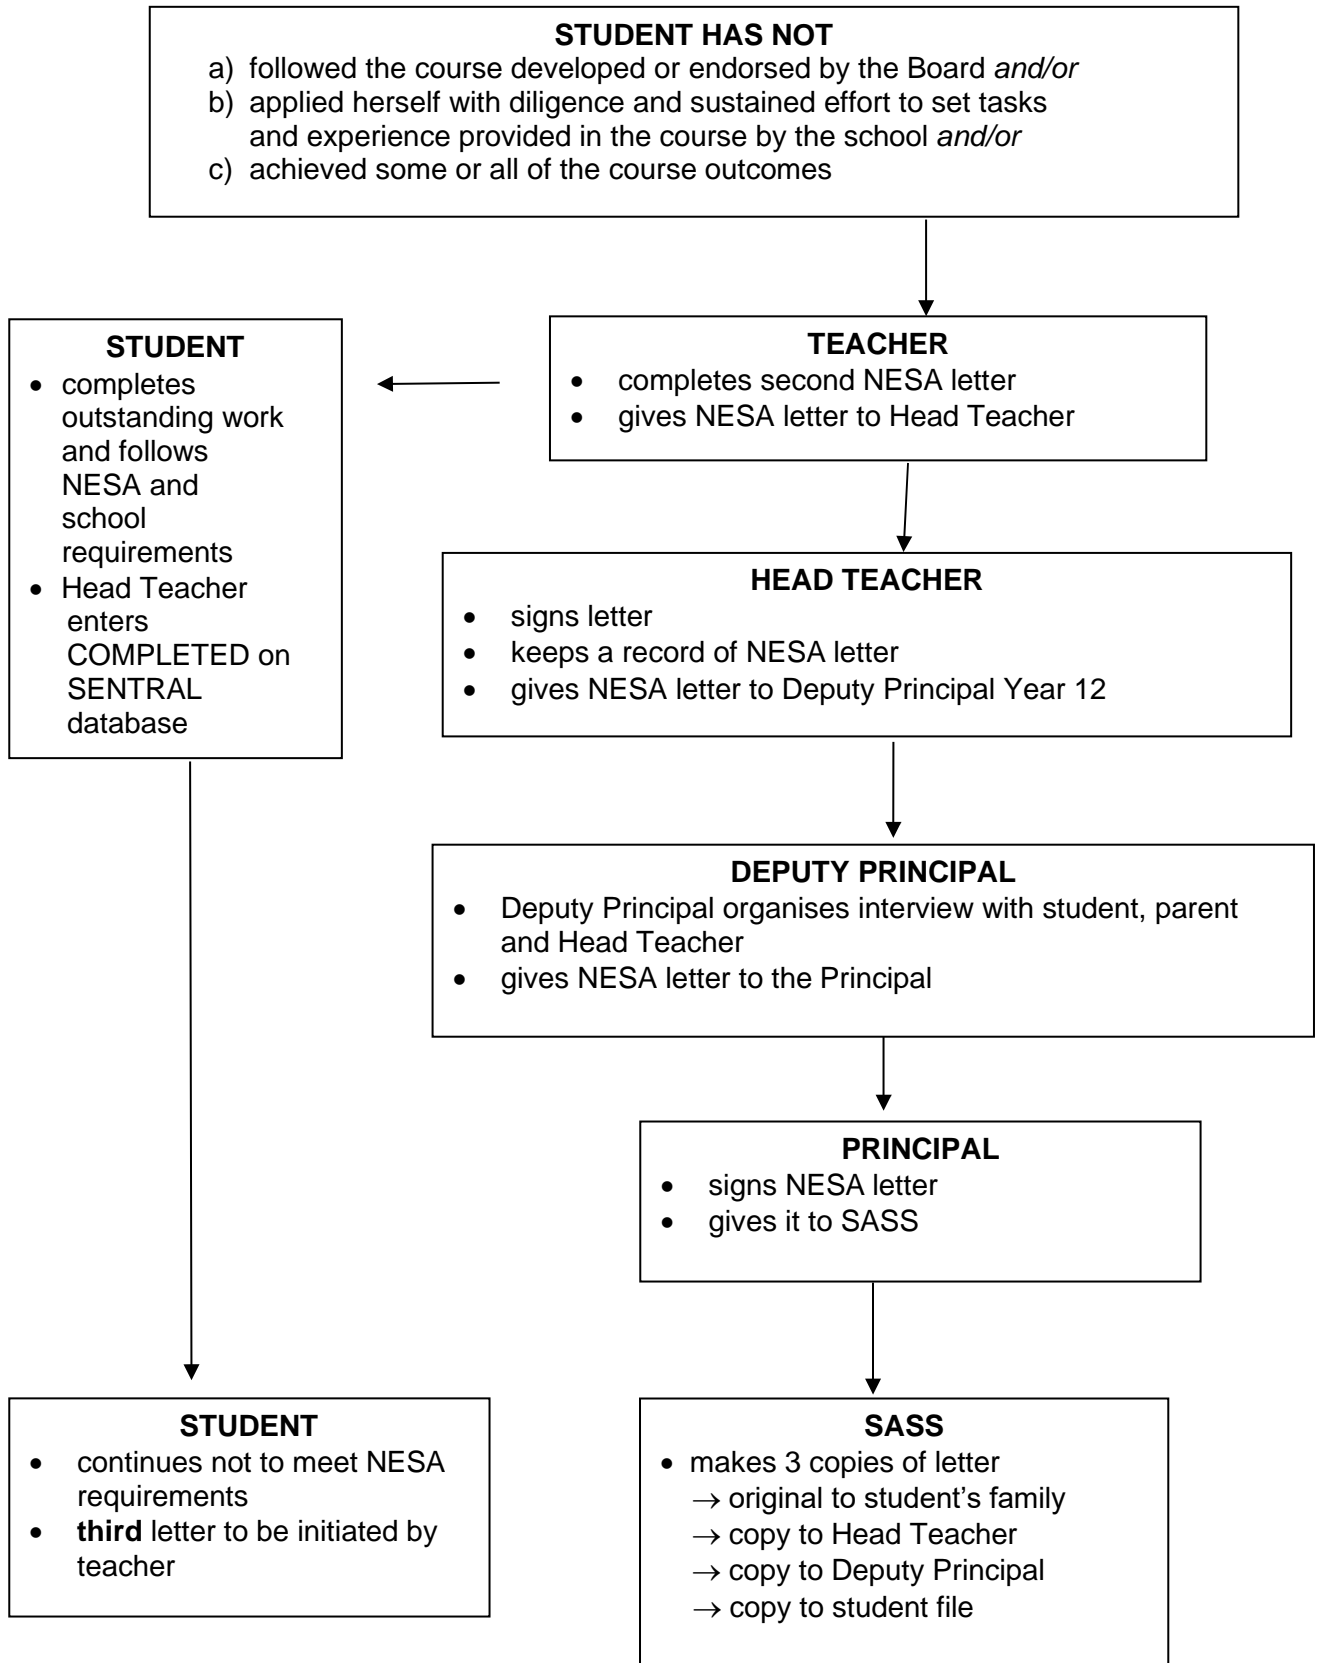 STUDENT HAS NOT
a) followed the course developed or endorsed by the Board and/or
b) applied herself with diligence and sustained effort to set tasks
and experience provided in the course by the school and/or
c) achieved some or all of the course outcomes
TEACHER
• completes second NESA letter
• gives NESA letter to Head Teacher
STUDENT
• completes
outstanding work
and follows
NESA and
school
requirements
• Head Teacher
enters
COMPLETED on
SENTRAL
database
HEAD TEACHER
• signs letter
• keeps a record of NESA letter
• gives NESA letter to Deputy Principal Year 12
DEPUTY PRINCIPAL
• Deputy Principal organises interview with student, parent
and Head Teacher
• gives NESA letter to the Principal
PRINCIPAL
• signs NESA letter
• gives it to SASS
STUDENT
• continues not to meet NESA
requirements
• third letter to be initiated by
teacher
SASS
• makes 3 copies of letter
→ original to student’s family
→ copy to Head Teacher
→ copy to Deputy Principal
→ copy to student file